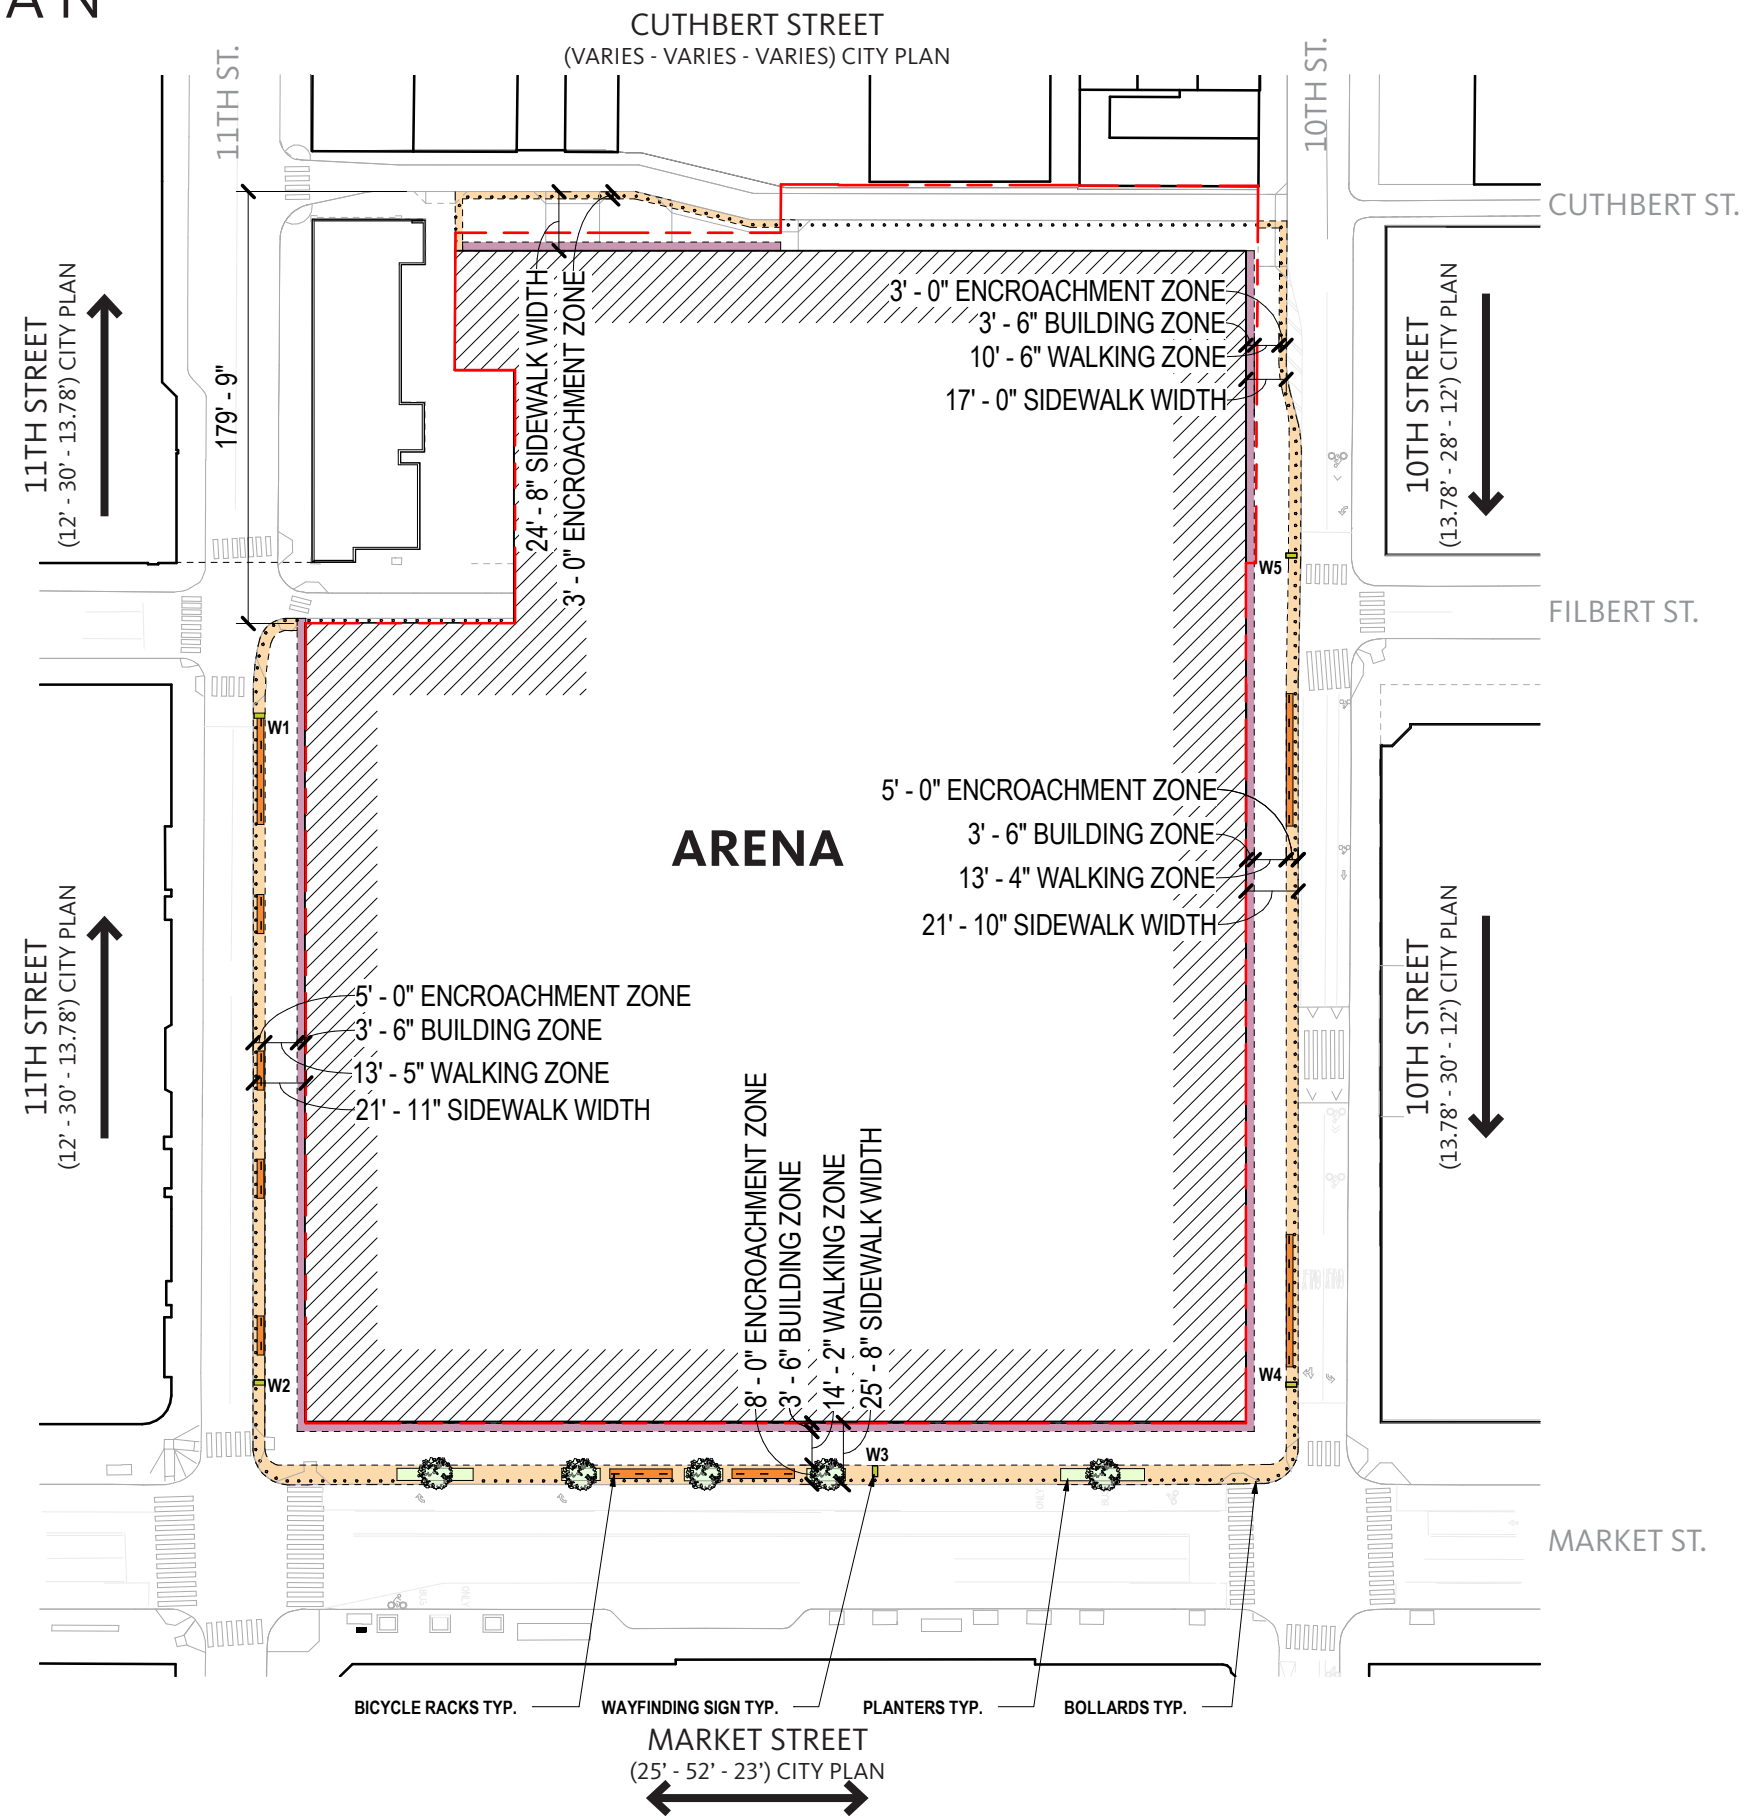 AN
CUTHBERT STREET
(VARIES - VARIES - VARIES) CITY PLAN
11TH ST.
10TH ST.
CUTHBERT ST.
11TH STREET
(12' - 30' - 13.78') CITY PLAN
179' - 9"
24' - 8" SIDEWALK WIDTH
3' - 0" ENCROACHMENT ZONE
3' - 0" ENCROACHMENT ZONE
3' - 6" BUILDING ZONE
10' - 6" WALKING ZONE
17' - 0" SIDEWALK WIDTH
10TH STREET
(13.78' - 28' - 12') CITY PLAN
W5
FILBERT ST.
W1
5' - 0" ENCROACHMENT ZONE
3' - 6" BUILDING ZONE
13' - 4" WALKING ZONE
21' - 10" SIDEWALK WIDTH
ARENA
11TH STREET
(12' - 30' - 13.78') CITY PLAN
5' - 0" ENCROACHMENT ZONE
3' - 6" BUILDING ZONE
13' - 5" WALKING ZONE
21' - 11" SIDEWALK WIDTH
10TH STREET
(13.78' - 30' - 12') CITY PLAN
8' - 0" ENCROACHMENT ZONE
3' - 6" BUILDING ZONE
14' - 2" WALKING ZONE
25' - 8" SIDEWALK WIDTH
W2
W4
W3
ONLY
MARKET ST.
ONLY
BICYCLE RACKS TYP.
WAYFINDING SIGN TYP.
PLANTERS TYP.
BOLLARDS TYP.
MARKET STREET
(25' - 52' - 23') CITY PLAN